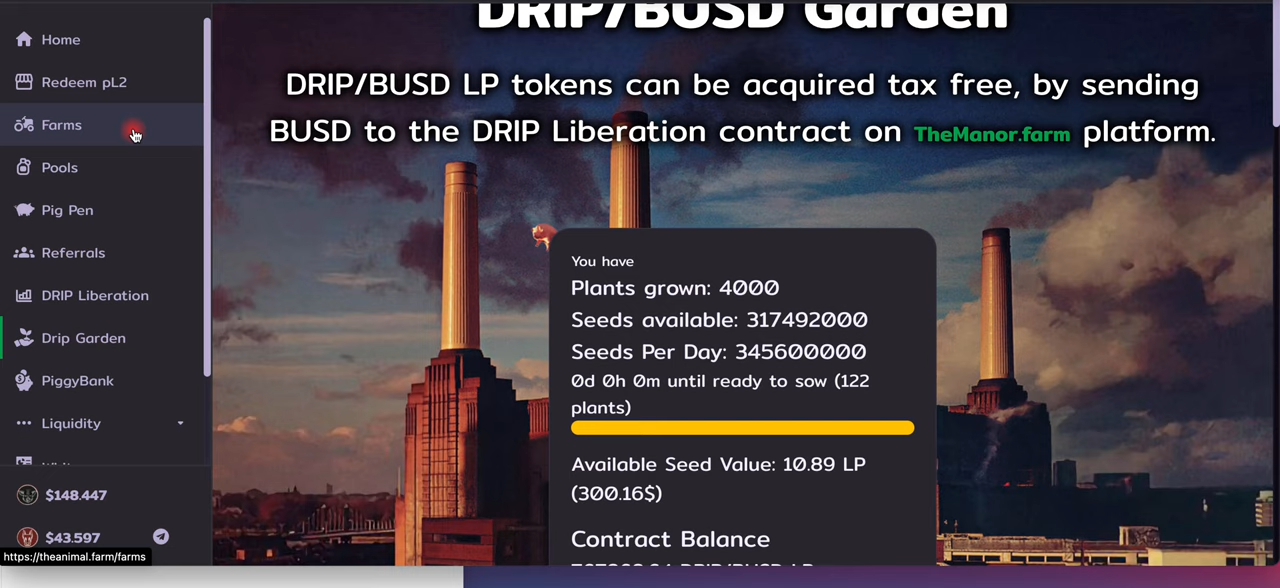 Home
Redeem pL2
Farms
Pools
Pig Pen
Referrals
DRIP Liberation
Drip Garden
PiggyBank
Liquidity
$148.447
$43.597
https://theanimal.farm/farms
DRIP/BUSD Garden
DRIP/BUSD LP tokens can be acquired tax free, by sending
BUSD to the DRIP Liberation contract on TheManor.farm platform.
You have
Plants grown: 4000
Seeds available: 317492000
Seeds Per Day: 345600000
0d 0h 0m until ready to sow (122
plants)
Available Seed Value: 10.89 LP
(300.16$)
Contract Balance